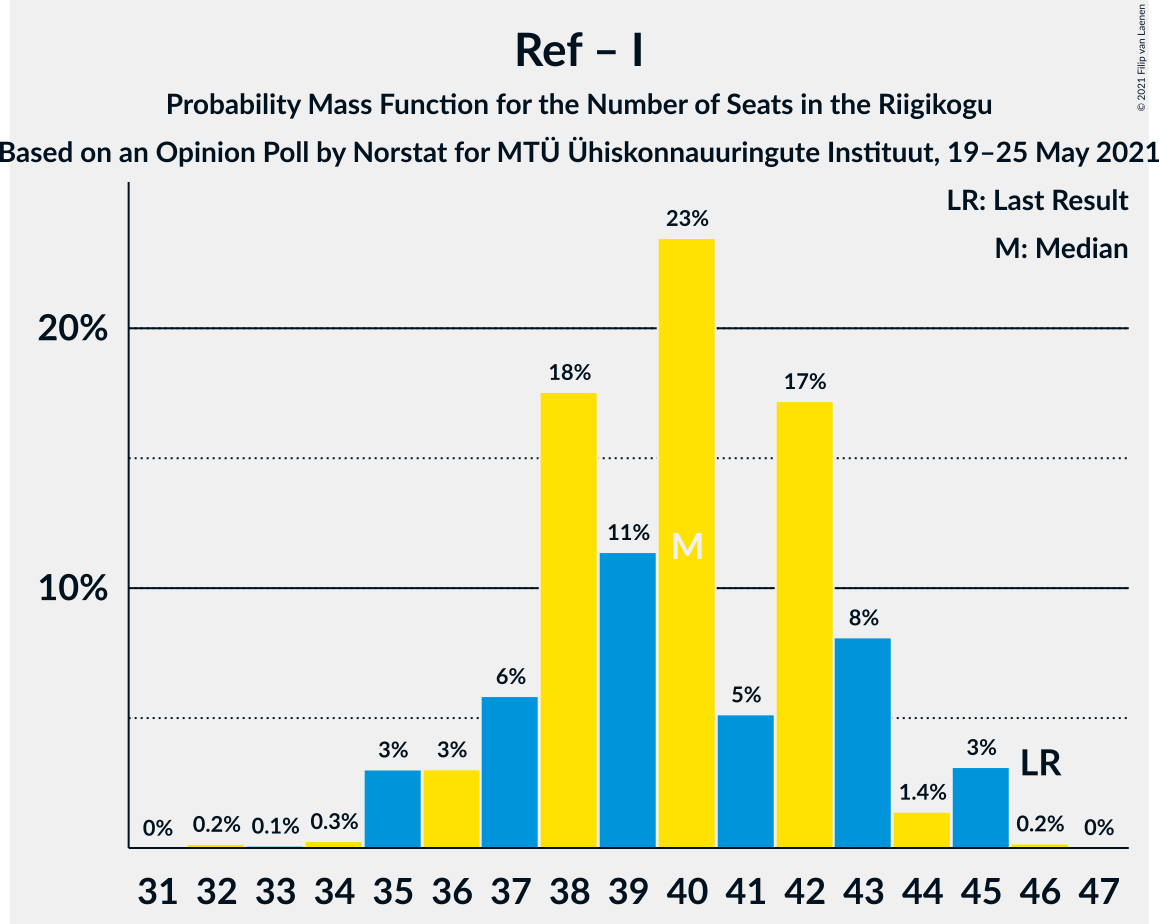 Ref – I
Probability Mass Function for the Number of Seats in the Riigikogu
Based on an Opinion Poll by Norstat for MTÜ Ühiskonnauuringute Instituut, 19–25 May 2021
© 2021 Filip van Laenen
LR: Last Result
M: Median
20%
10%
0%
0.2%
0.1%
0.3%
3%
3%
6%
18%
11%
23%
M
5%
17%
8%
1.4%
3%
LR
0.2%
0%
31 32 33 34 35 36 37 38 39 40 41 42 43 44 45 46 47